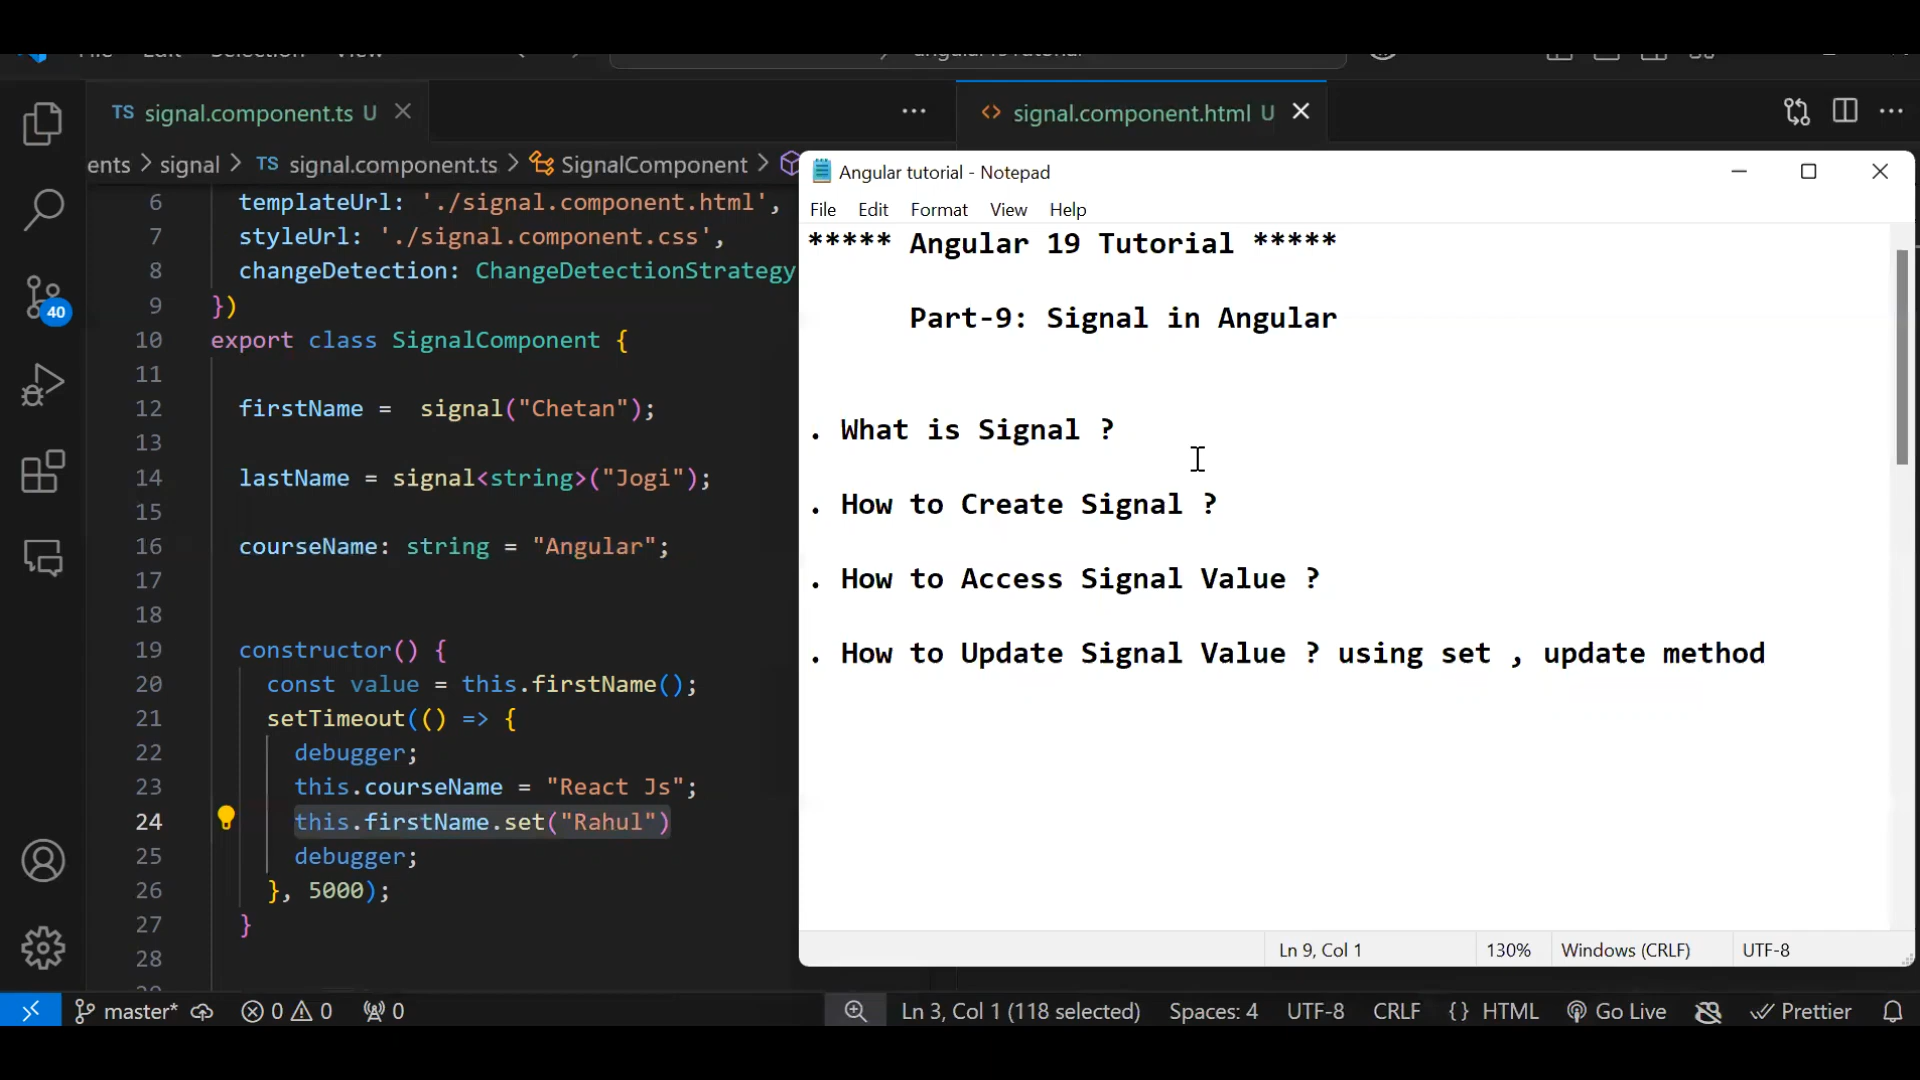 TS signal.component.ts U
signal.component.html U
ents > signal > TS signal.component.ts > SignalComponent >
6 templateUrl: './signal.component.html',
7 styleUrl: './signal.component.css',
8 changeDetection: ChangeDetectionStrategy
9 })
10 export class SignalComponent {
11
12 firstName =  signal("Chetan");
13
14 lastName = signal<string>("Jogi");
15
16 courseName: string = "Angular";
17
18
19 constructor() {
20 const value = this.firstName();
21 setTimeout(() => {
22 debugger;
23 this.courseName = "React Js";
24 this.firstName.set("Rahul")
25 debugger;
26 }, 5000);
27 }
28
40
Angular tutorial - Notepad
File Edit Format View Help
***** Angular 19 Tutorial *****
Part-9: Signal in Angular
. What is Signal ?
. How to Create Signal ?
. How to Access Signal Value ?
. How to Update Signal Value ? using set , update method
Ln 9, Col 1 130% Windows (CRLF) UTF-8
master* 0 0 0 Ln 3, Col 1 (118 selected) Spaces: 4 UTF-8 CRLF {} HTML Go Live Prettier